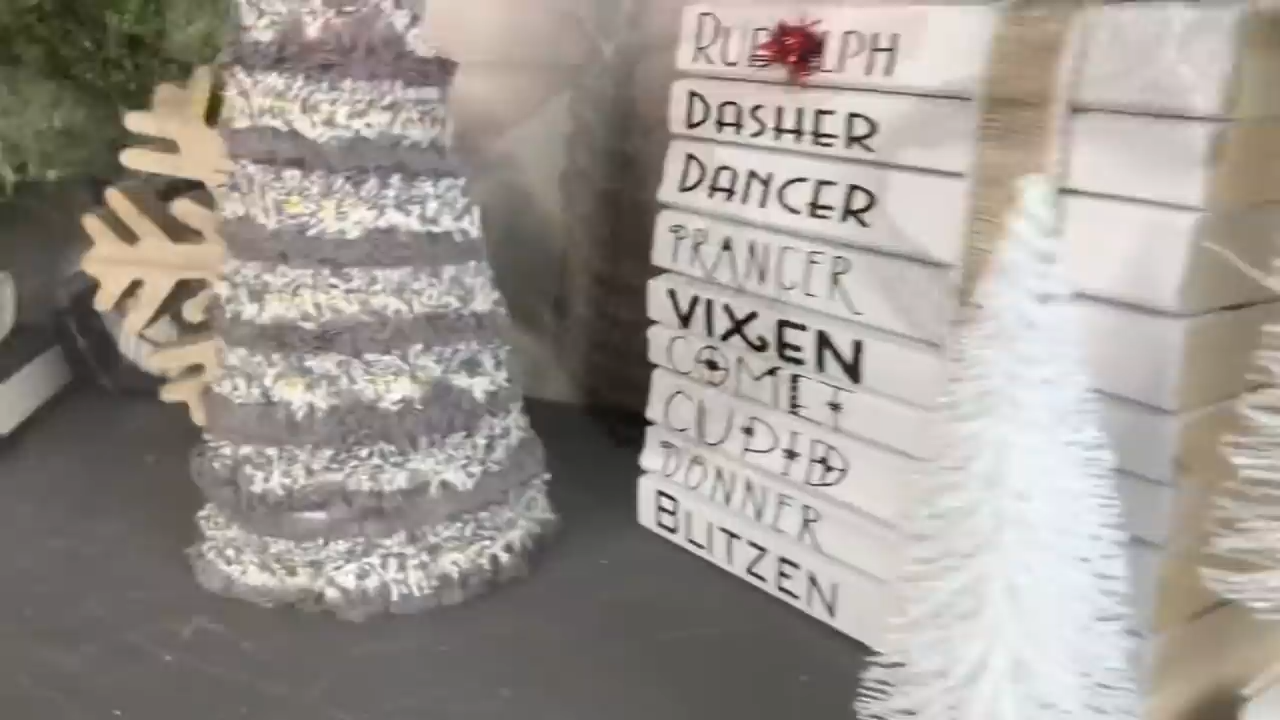 RUDOLPH
DASHER
DANCER
PRANCER
VIXEN
COMET
CUPID
DONNER
BLITZEN